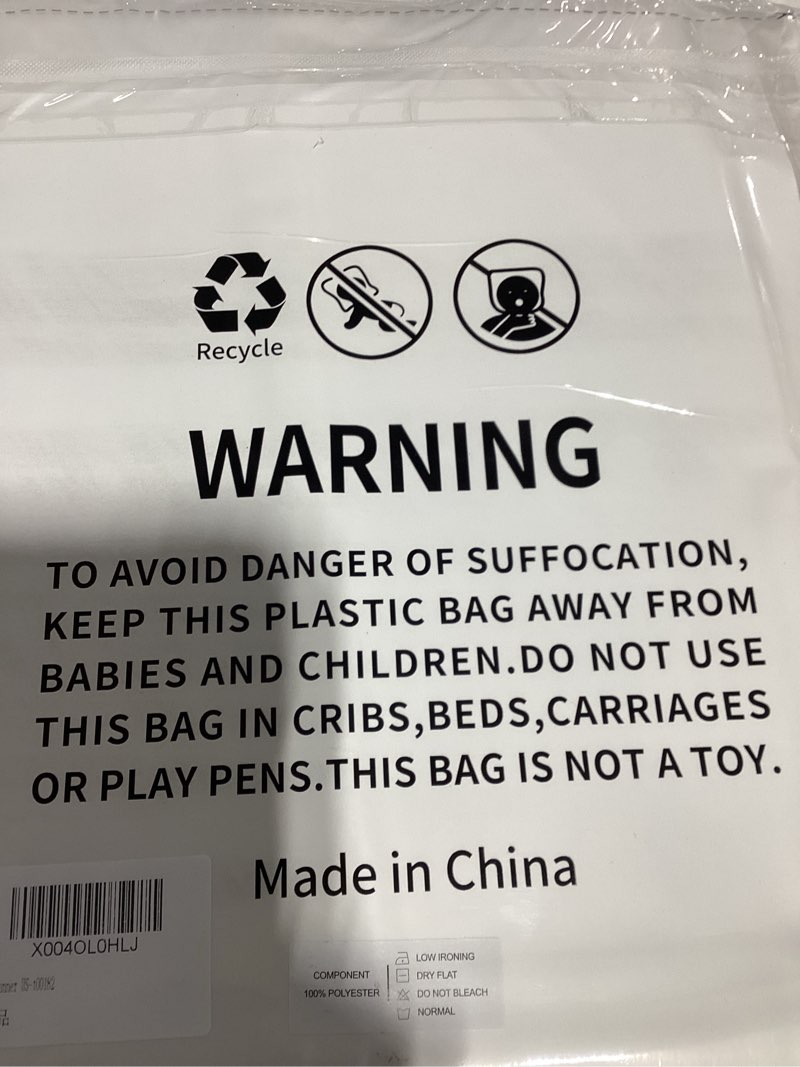 Recycle
WARNING
TO AVOID DANGER OF SUFFOCATION,
KEEP THIS PLASTIC BAG AWAY FROM
BABIES AND CHILDREN.DO NOT USE
THIS BAG IN CRIBS,BEDS,CARRIAGES
OR PLAY PENS.THIS BAG IS NOT A TOY.
Made in China
X004OL0HLJ
品
COMPONENT
100% POLYESTER
LOW IRONING
DRY FLAT
DO NOT BLEACH
NORMAL